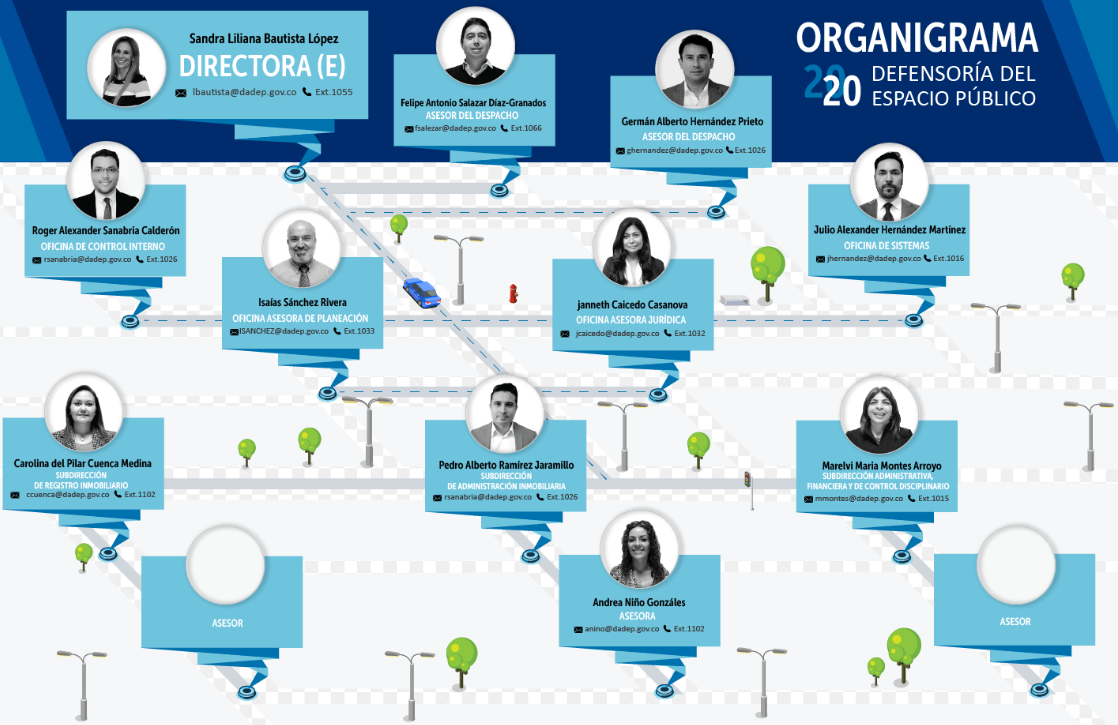 ORGANIGRAMA
2020 DEFENSORÍA DEL
ESPACIO PÚBLICO
Sandra Liliana Bautista López
DIRECTORA (E)
lbautista@dadep.gov.co Ext.1055
Felipe Antonio Salazar Díaz-Granados
ASESOR DEL DESPACHO
fsalezar@dadep.gov.co Ext.1066
Germán Alberto Hernández Prieto
ASESOR DEL DESPACHO
ghernandez@dadep.gov.co Ext.1026
Roger Alexander Sanabria Calderón
OFICINA DE CONTROL INTERNO
rsanabria@dadep.gov.co Ext.1026
Isaías Sánchez Rivera
OFICINA ASESORA DE PLANEACIÓN
ISANCHEZ@dadep.gov.co Ext.1033
janneth Caicedo Casanova
OFICINA ASESORA JURÍDICA
jcaicedo@dadep.gov.co Ext.1032
Julio Alexander Hernández Martínez
OFICINA DE SISTEMAS
jhernandez@dadep.gov.co Ext.1016
Carolina del Pilar Cuenca Medina
SUBDIRECCIÓN
DE REGISTRO INMOBILIARIO
ccuenca@dadep.gov.co Ext.1102
Pedro Alberto Ramírez Jaramillo
SUBDIRECCIÓN
DE ADMINISTRACIÓN INMOBILIARIA
rsanabria@dadep.gov.co Ext.1026
Marelvi Maria Montes Arroyo
SUBDIRECCIÓN ADMINISTRATIVA,
FINANCIERA Y DE CONTROL DISCIPLINARIO
mmontes@dadep.gov.co Ext.1015
ASESOR
Andrea Niño Gonzáles
ASESORA
anino@dadep.gov.co Ext.1102
ASESOR